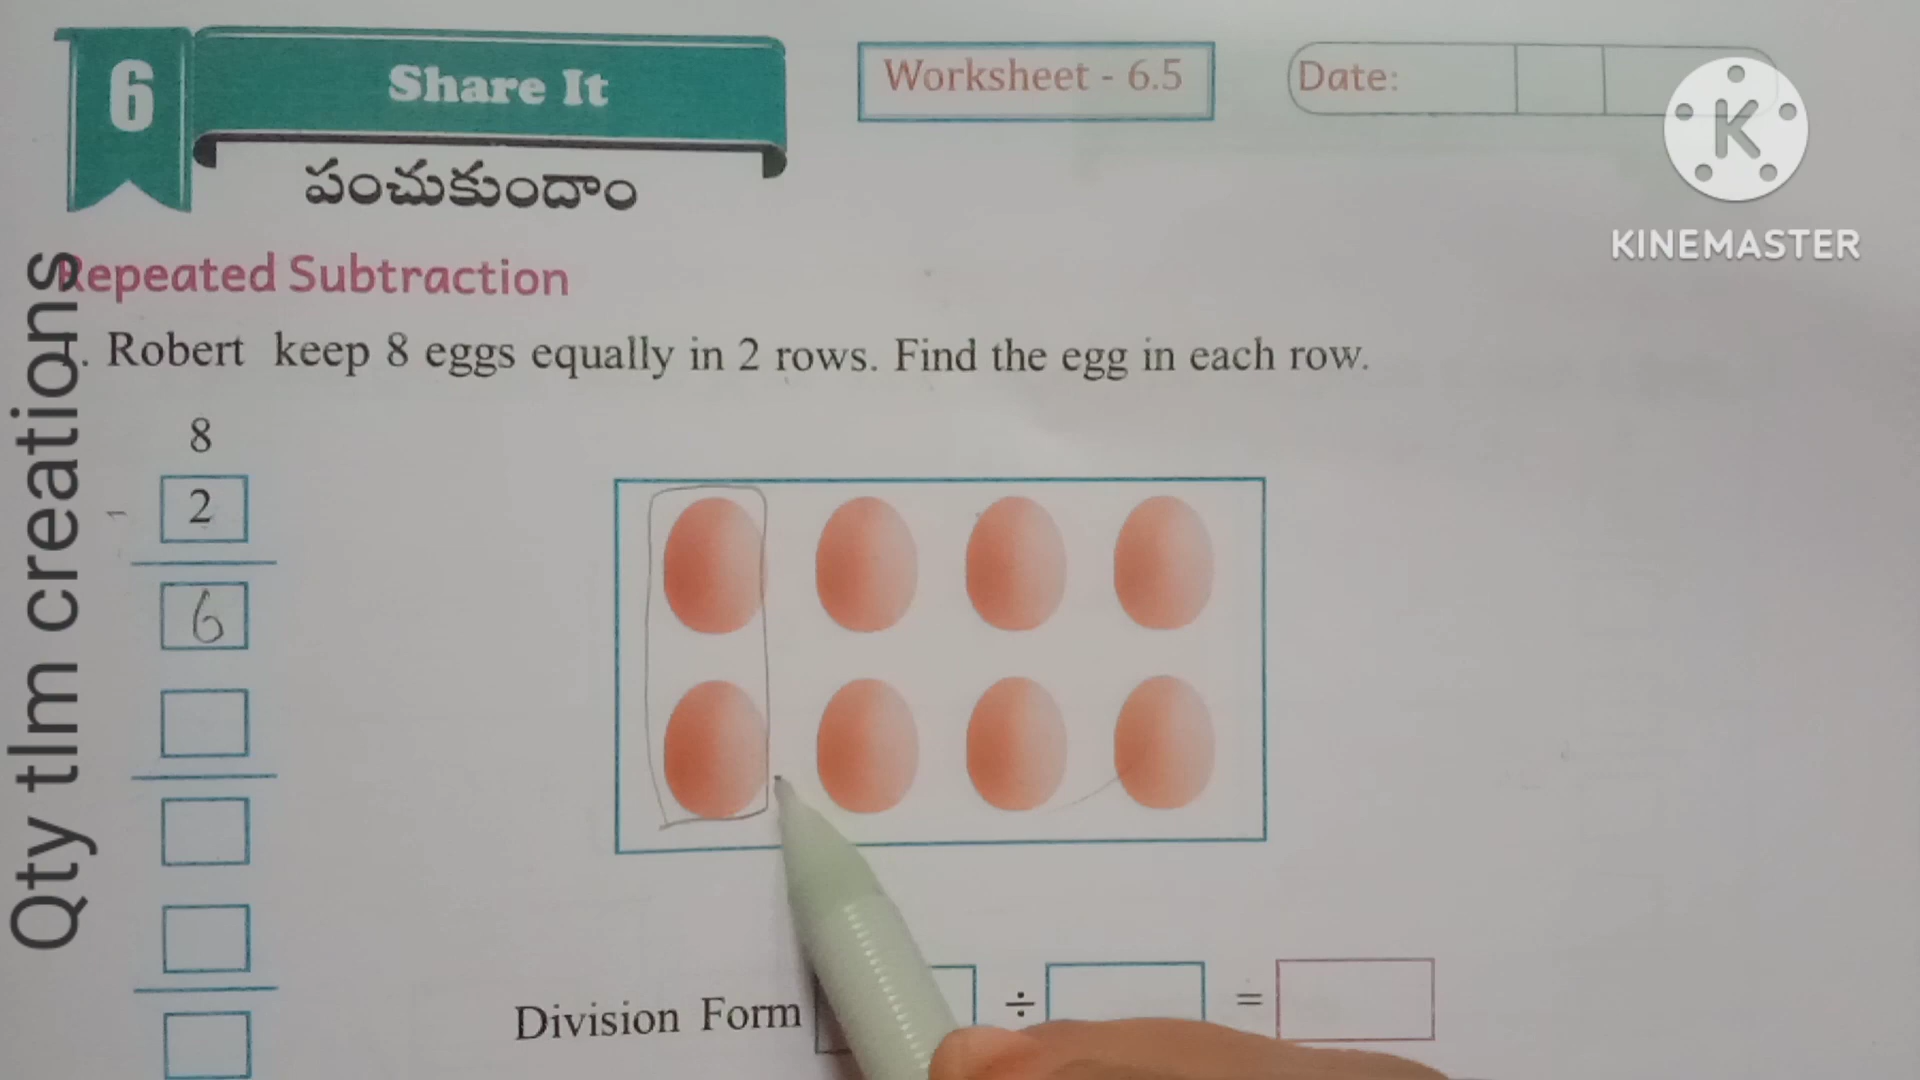 6
Share It
Worksheet - 6.5
Date:
K
KINEMASTER
పంచుకుందాం
Repeated Subtraction
. Robert keep 8 eggs equally in 2 rows. Find the egg in each row.
8
- 2
6
Division Form ÷ =
Qty tlm creations